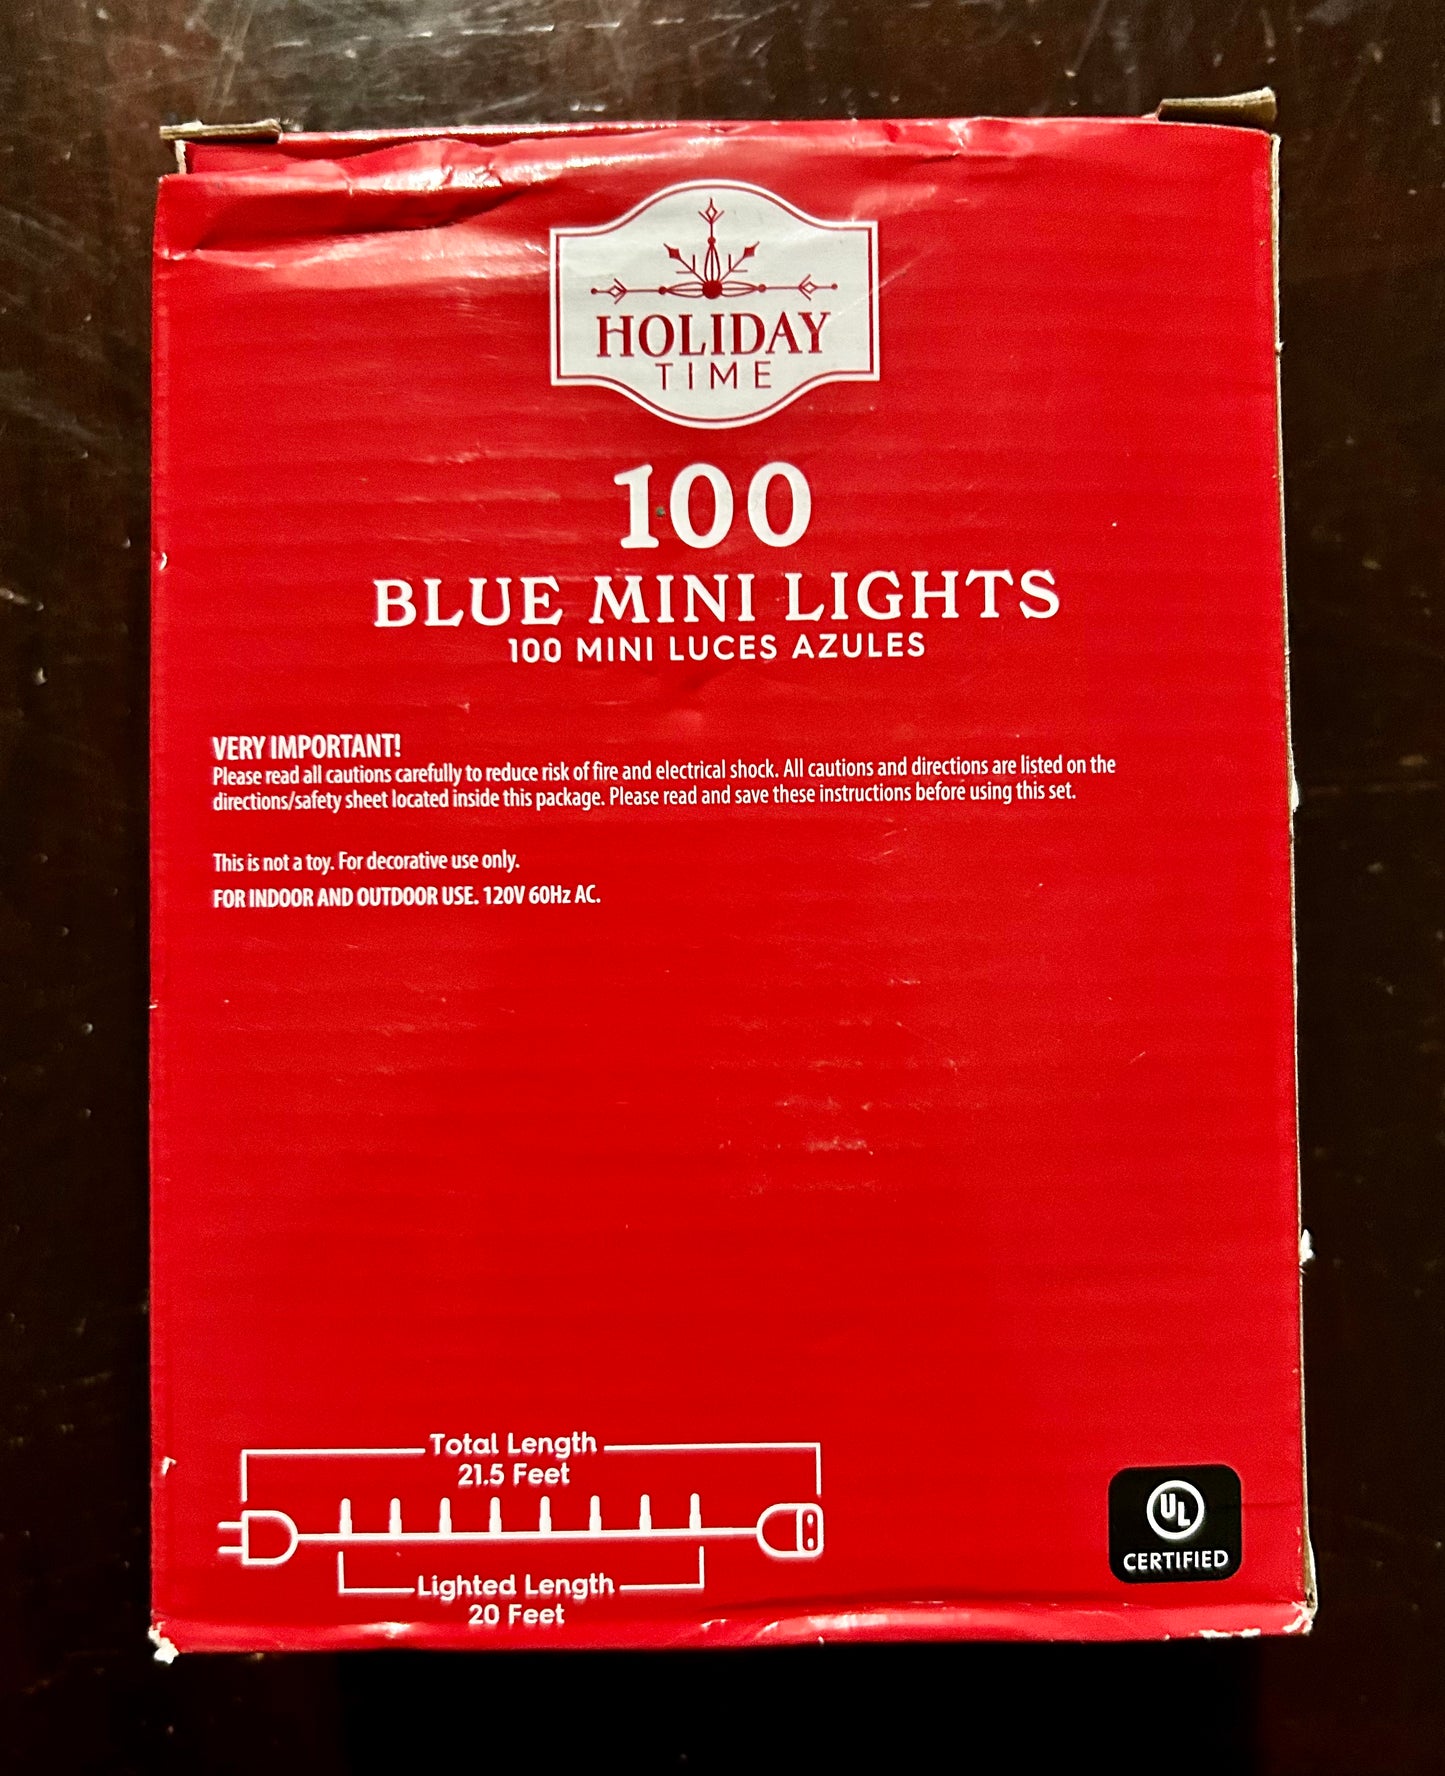 HOLIDAY
TIME
100
BLUE MINI LIGHTS
100 MINI LUCES AZULES
VERY IMPORTANT!
Please read all cautions carefully to reduce risk of fire and electrical shock. All cautions and directions are listed on the
directions/safety sheet located inside this package. Please read and save these instructions before using this set.
This is not a toy. For decorative use only.
FOR INDOOR AND OUTDOOR USE. 120V 60Hz AC.
Total Length
21.5 Feet
Lighted Length
20 Feet
UL
CERTIFIED